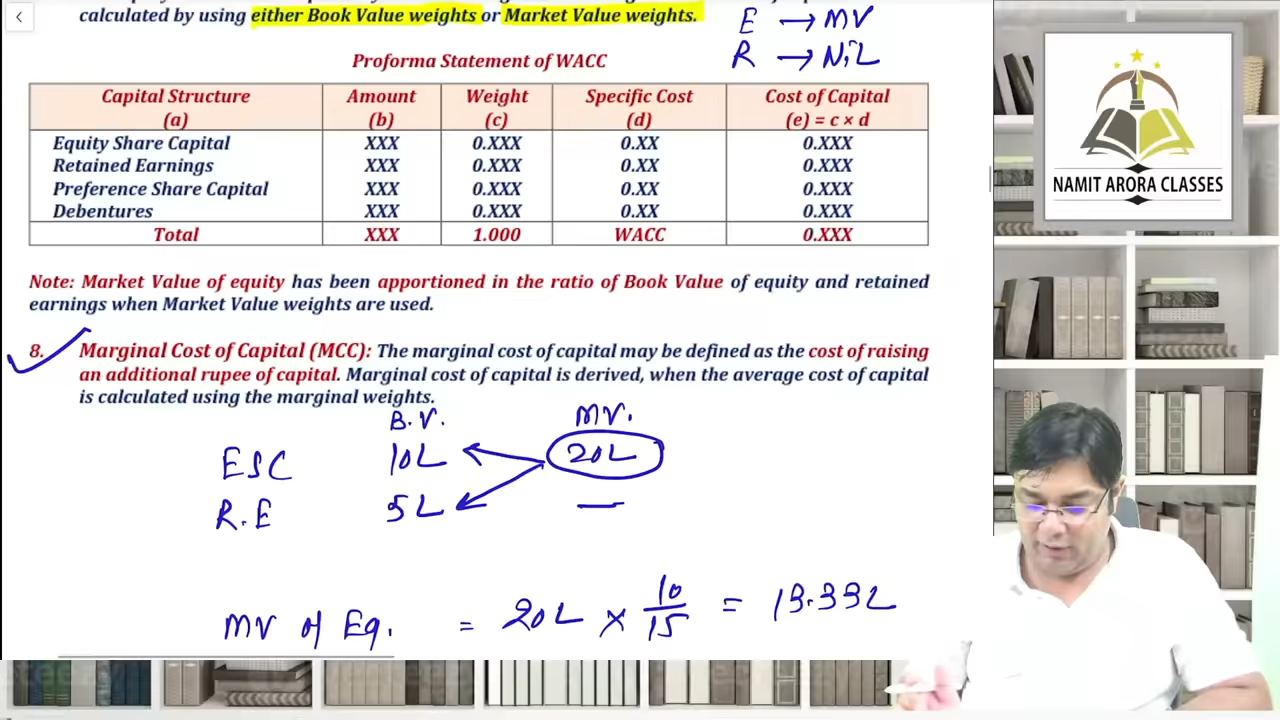 calculated by using either Book Value weights or Market Value weights.
E → MV
R → NiL
Proforma Statement of WACC
Capital Structure (a) Amount (b) Weight (c) Specific Cost (d) Cost of Capital (e) = c × d
Equity Share Capital XXX 0.XXX 0.XX 0.XXX
Retained Earnings XXX 0.XXX 0.XX 0.XXX
Preference Share Capital XXX 0.XXX 0.XX 0.XXX
Debentures XXX 0.XXX 0.XX 0.XXX
Total XXX 1.000 WACC 0.XXX
Note: Market Value of equity has been apportioned in the ratio of Book Value of equity and retained
earnings when Market Value weights are used.
8. Marginal Cost of Capital (MCC): The marginal cost of capital may be defined as the cost of raising
an additional rupee of capital. Marginal cost of capital is derived, when the average cost of capital
is calculated using the marginal weights.
B.V. MV.
ESC 10L 20L
R.E 5L —
MV of Eq. = 20L × 10/15 = 13.33L
NAMIT ARORA CLASSES